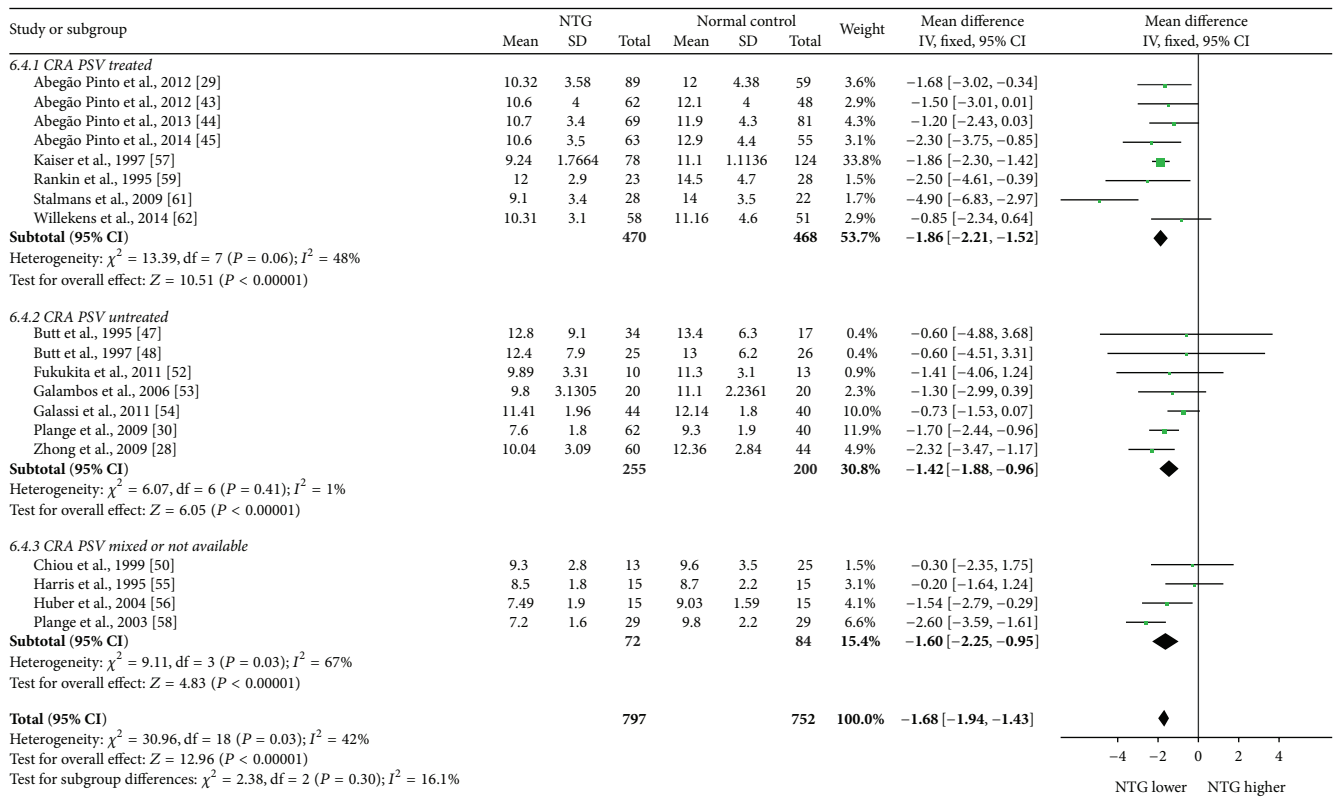 Study or subgroup NTG Normal control Weight Mean difference Mean difference
Mean SD Total Mean SD Total IV, fixed, 95% CI IV, fixed, 95% CI
6.4.1 CRA PSV treated
Abegão Pinto et al., 2012 [29] 10.32 3.58 89 12 4.38 59 3.6% −1.68 [−3.02, −0.34]
Abegão Pinto et al., 2012 [43] 10.6 4 62 12.1 4 48 2.9% −1.50 [−3.01, 0.01]
Abegão Pinto et al., 2013 [44] 10.7 3.4 69 11.9 4.3 81 4.3% −1.20 [−2.43, 0.03]
Abegão Pinto et al., 2014 [45] 10.6 3.5 63 12.9 4.4 55 3.1% −2.30 [−3.75, −0.85]
Kaiser et al., 1997 [57] 9.24 1.7664 78 11.1 1.1136 124 33.8% −1.86 [−2.30, −1.42]
Rankin et al., 1995 [59] 12 2.9 23 14.5 4.7 28 1.5% −2.50 [−4.61, −0.39]
Stalmans et al., 2009 [61] 9.1 3.4 28 14 3.5 22 1.7% −4.90 [−6.83, −2.97]
Willekens et al., 2014 [62] 10.31 3.1 58 11.16 4.6 51 2.9% −0.85 [−2.34, 0.64]
Subtotal (95% CI) 470 468 53.7% −1.86 [−2.21, −1.52]
Heterogeneity: χ² = 13.39, df = 7 (P = 0.06); I² = 48%
Test for overall effect: Z = 10.51 (P < 0.00001)
6.4.2 CRA PSV untreated
Butt et al., 1995 [47] 12.8 9.1 34 13.4 6.3 17 0.4% −0.60 [−4.88, 3.68]
Butt et al., 1997 [48] 12.4 7.9 25 13 6.2 26 0.4% −0.60 [−4.51, 3.31]
Fukukita et al., 2011 [52] 9.89 3.31 10 11.3 3.1 13 0.9% −1.41 [−4.06, 1.24]
Galambos et al., 2006 [53] 9.8 3.1305 20 11.1 2.2361 20 2.3% −1.30 [−2.99, 0.39]
Galassi et al., 2011 [54] 11.41 1.96 44 12.14 1.8 40 10.0% −0.73 [−1.53, 0.07]
Plange et al., 2009 [30] 7.6 1.8 62 9.3 1.9 40 11.9% −1.70 [−2.44, −0.96]
Zhong et al., 2009 [28] 10.04 3.09 60 12.36 2.84 44 4.9% −2.32 [−3.47, −1.17]
Subtotal (95% CI) 255 200 30.8% −1.42 [−1.88, −0.96]
Heterogeneity: χ² = 6.07, df = 6 (P = 0.41); I² = 1%
Test for overall effect: Z = 6.05 (P < 0.00001)
6.4.3 CRA PSV mixed or not available
Chiou et al., 1999 [50] 9.3 2.8 13 9.6 3.5 25 1.5% −0.30 [−2.35, 1.75]
Harris et al., 1995 [55] 8.5 1.8 15 8.7 2.2 15 3.1% −0.20 [−1.64, 1.24]
Huber et al., 2004 [56] 7.49 1.9 15 9.03 1.59 15 4.1% −1.54 [−2.79, −0.29]
Plange et al., 2003 [58] 7.2 1.6 29 9.8 2.2 29 6.6% −2.60 [−3.59, −1.61]
Subtotal (95% CI) 72 84 15.4% −1.60 [−2.25, −0.95]
Heterogeneity: χ² = 9.11, df = 3 (P = 0.03); I² = 67%
Test for overall effect: Z = 4.83 (P < 0.00001)
Total (95% CI) 797 752 100.0% −1.68 [−1.94, −1.43]
Heterogeneity: χ² = 30.96, df = 18 (P = 0.03); I² = 42%
Test for overall effect: Z = 12.96 (P < 0.00001)
Test for subgroup differences: χ² = 2.38, df = 2 (P = 0.30); I² = 16.1%
−4 −2 0 2 4
NTG lower NTG higher